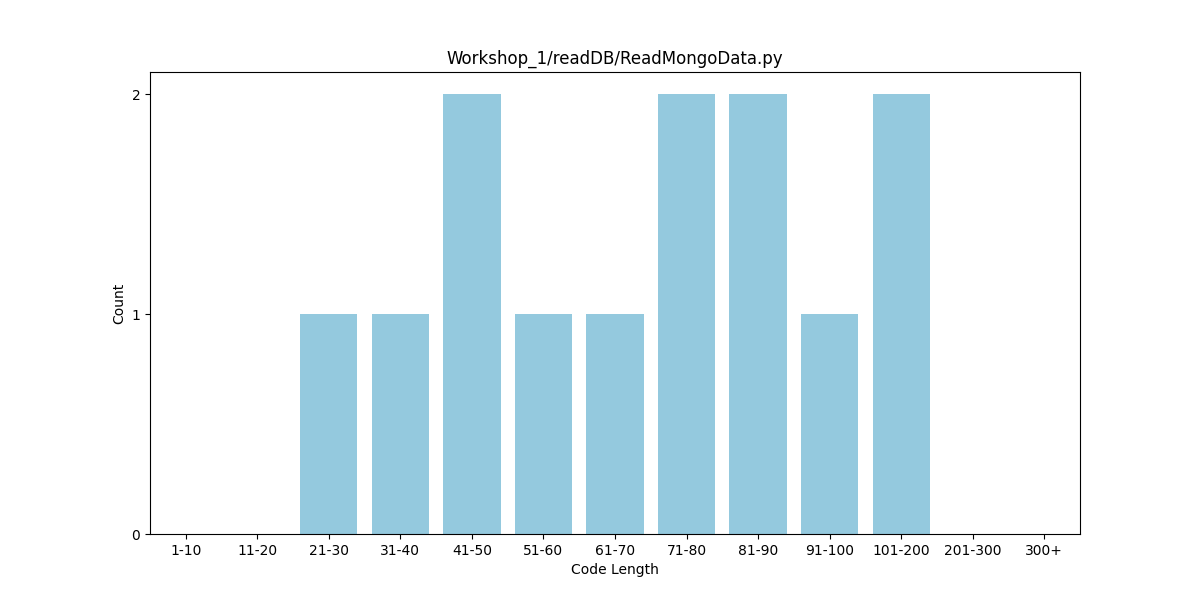 Workshop_1/readDB/ReadMongoData.py
Count
2
1
0
1-10 11-20 21-30 31-40 41-50 51-60 61-70 71-80 81-90 91-100 101-200 201-300 300+
Code Length